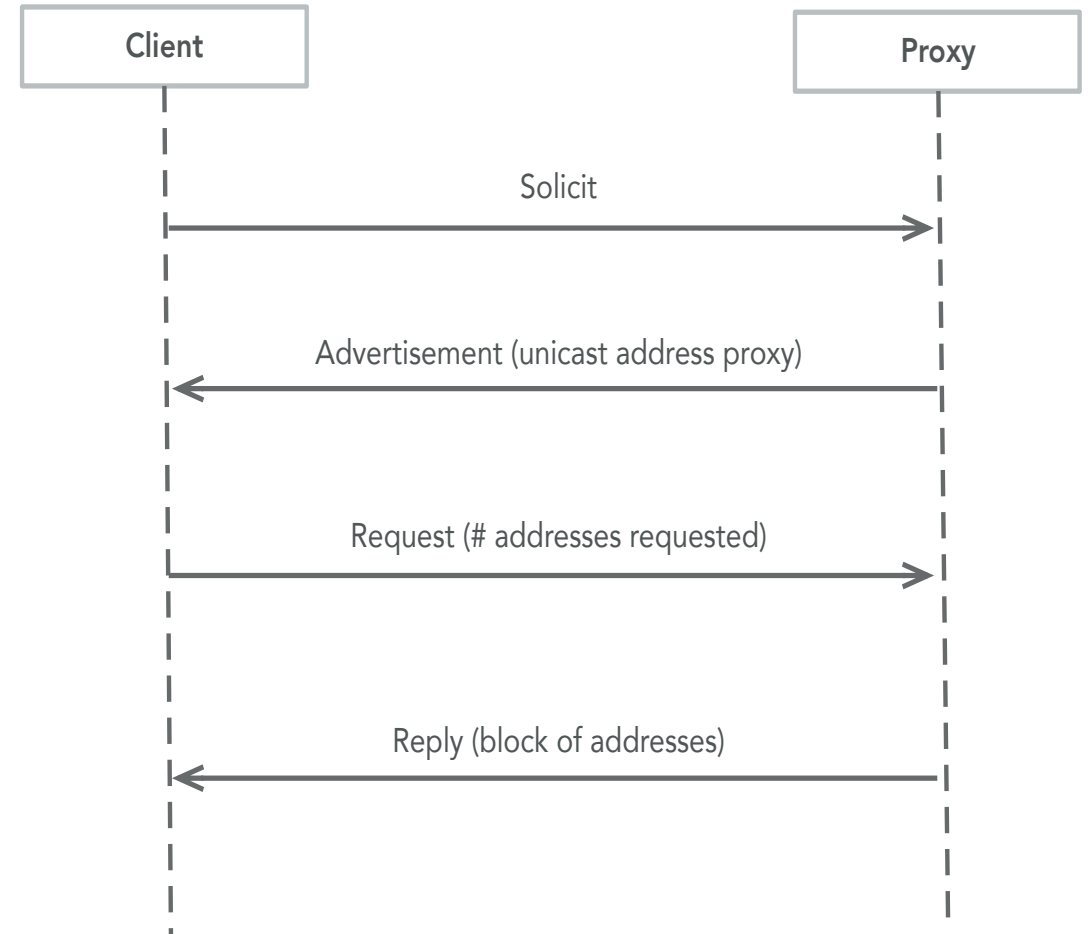 Client
Proxy
Solicit
Advertisement (unicast address proxy)
Request (# addresses requested)
Reply (block of addresses)